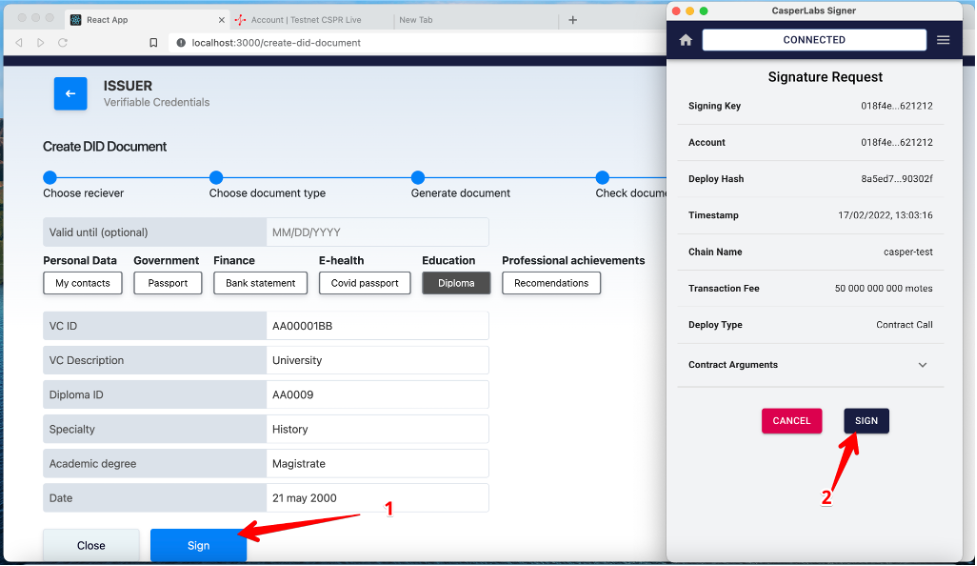 React App
Account | Testnet CSPR Live
New Tab
localhost:3000/create-did-document
ISSUER
Verifiable Credentials
Create DID Document
Choose reciever
Choose document type
Generate document
Check docume
Valid until (optional)
MM/DD/YYYY
Personal Data
Government
Finance
E-health
Education
Professional achievements
My contacts
Passport
Bank statement
Covid passport
Diploma
Recomendations
VC ID
AA00001BB
VC Description
University
Diploma ID
AA0009
Specialty
History
Academic degree
Magistrate
Date
21 may 2000
1
Close
Sign
CasperLabs Signer
CONNECTED
Signature Request
Signing Key
018f4e...621212
Account
018f4e...621212
Deploy Hash
8a5ed7...90302f
Timestamp
17/02/2022, 13:03:16
Chain Name
casper-test
Transaction Fee
50 000 000 000 motes
Deploy Type
Contract Call
Contract Arguments
CANCEL
SIGN
2